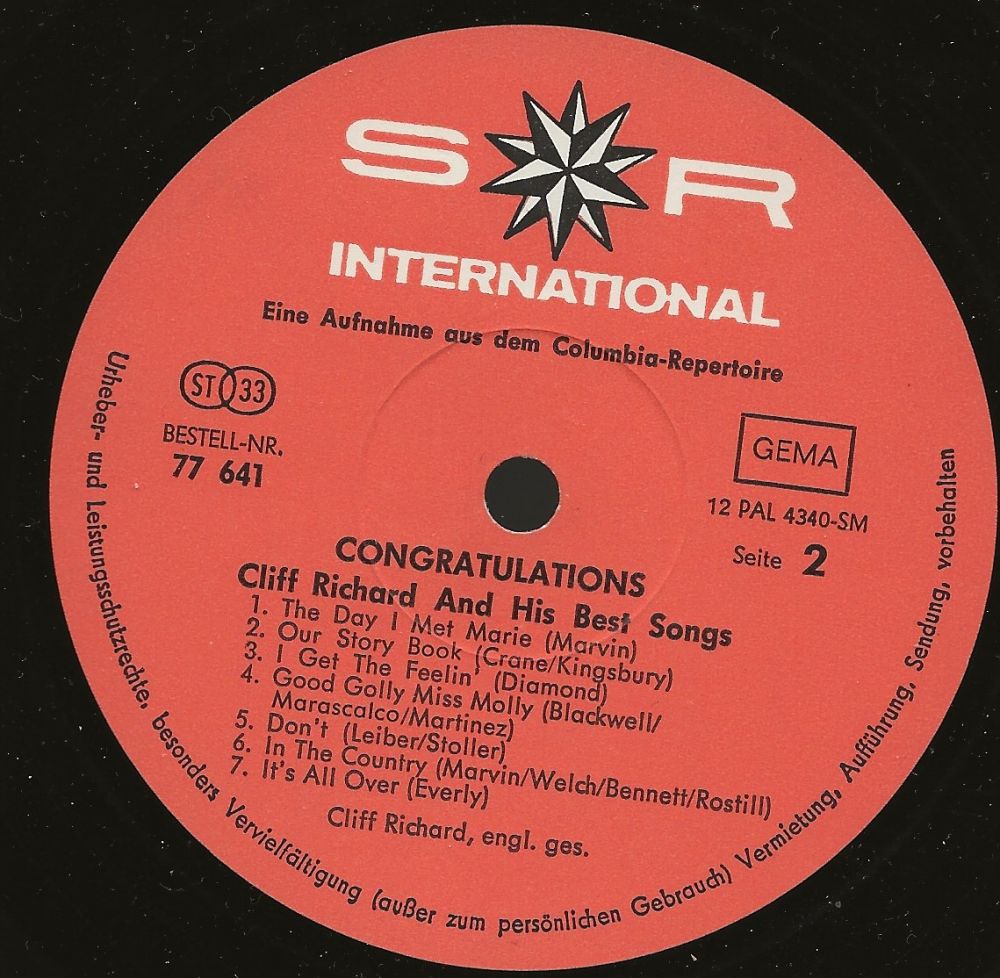 S R
INTERNATIONAL
Eine Aufnahme aus dem Columbia-Repertoire
ST 33
BESTELL-NR.
77 641
GEMA
12 PAL 4340-SM
Seite 2
CONGRATULATIONS
Cliff Richard And His Best Songs
1. The Day I Met Marie (Marvin)
2. Our Story Book (Crane/Kingsbury)
3. I Get The Feelin' (Diamond)
4. Good Golly Miss Molly (Blackwell/
Marascalco/Martinez)
5. Don't (Leiber/Stoller)
6. In The Country (Marvin/Welch/Bennett/Rostill)
7. It's All Over (Everly)
Cliff Richard, engl. ges.
Urheber- und Leistungsschutzrechte, besonders Vervielfältigung (außer zum persönlichen Gebrauch) Vermietung, Aufführung, Sendung, vorbehalten